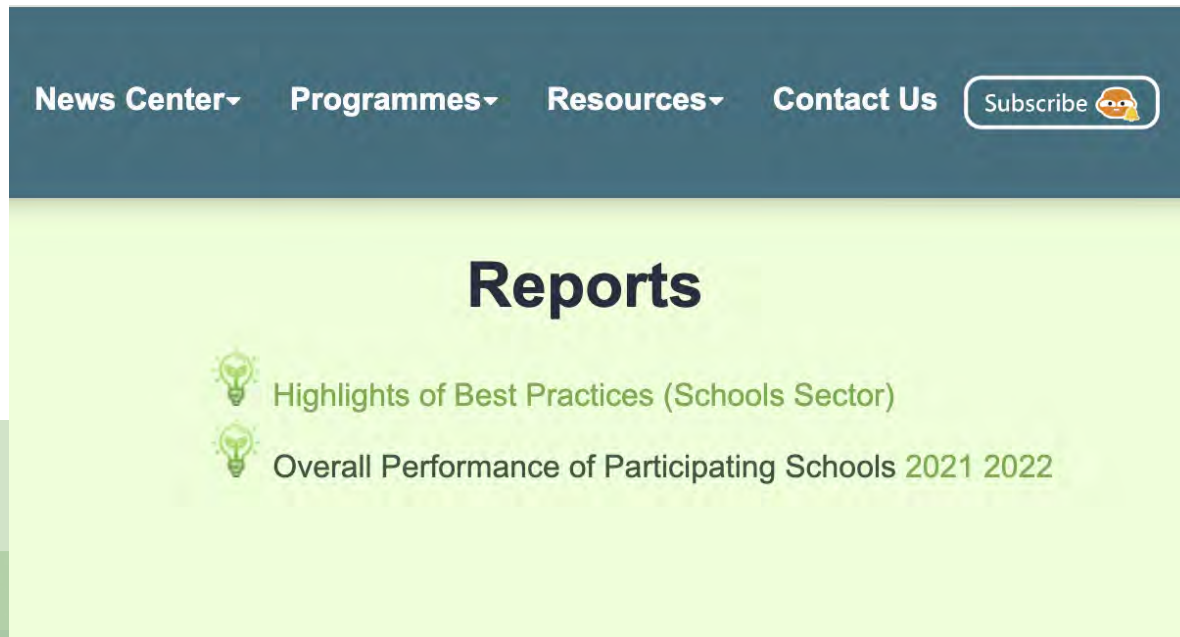 News Center Programmes Resources Contact Us Subscribe
Reports
Highlights of Best Practices (Schools Sector)
Overall Performance of Participating Schools 2021 2022